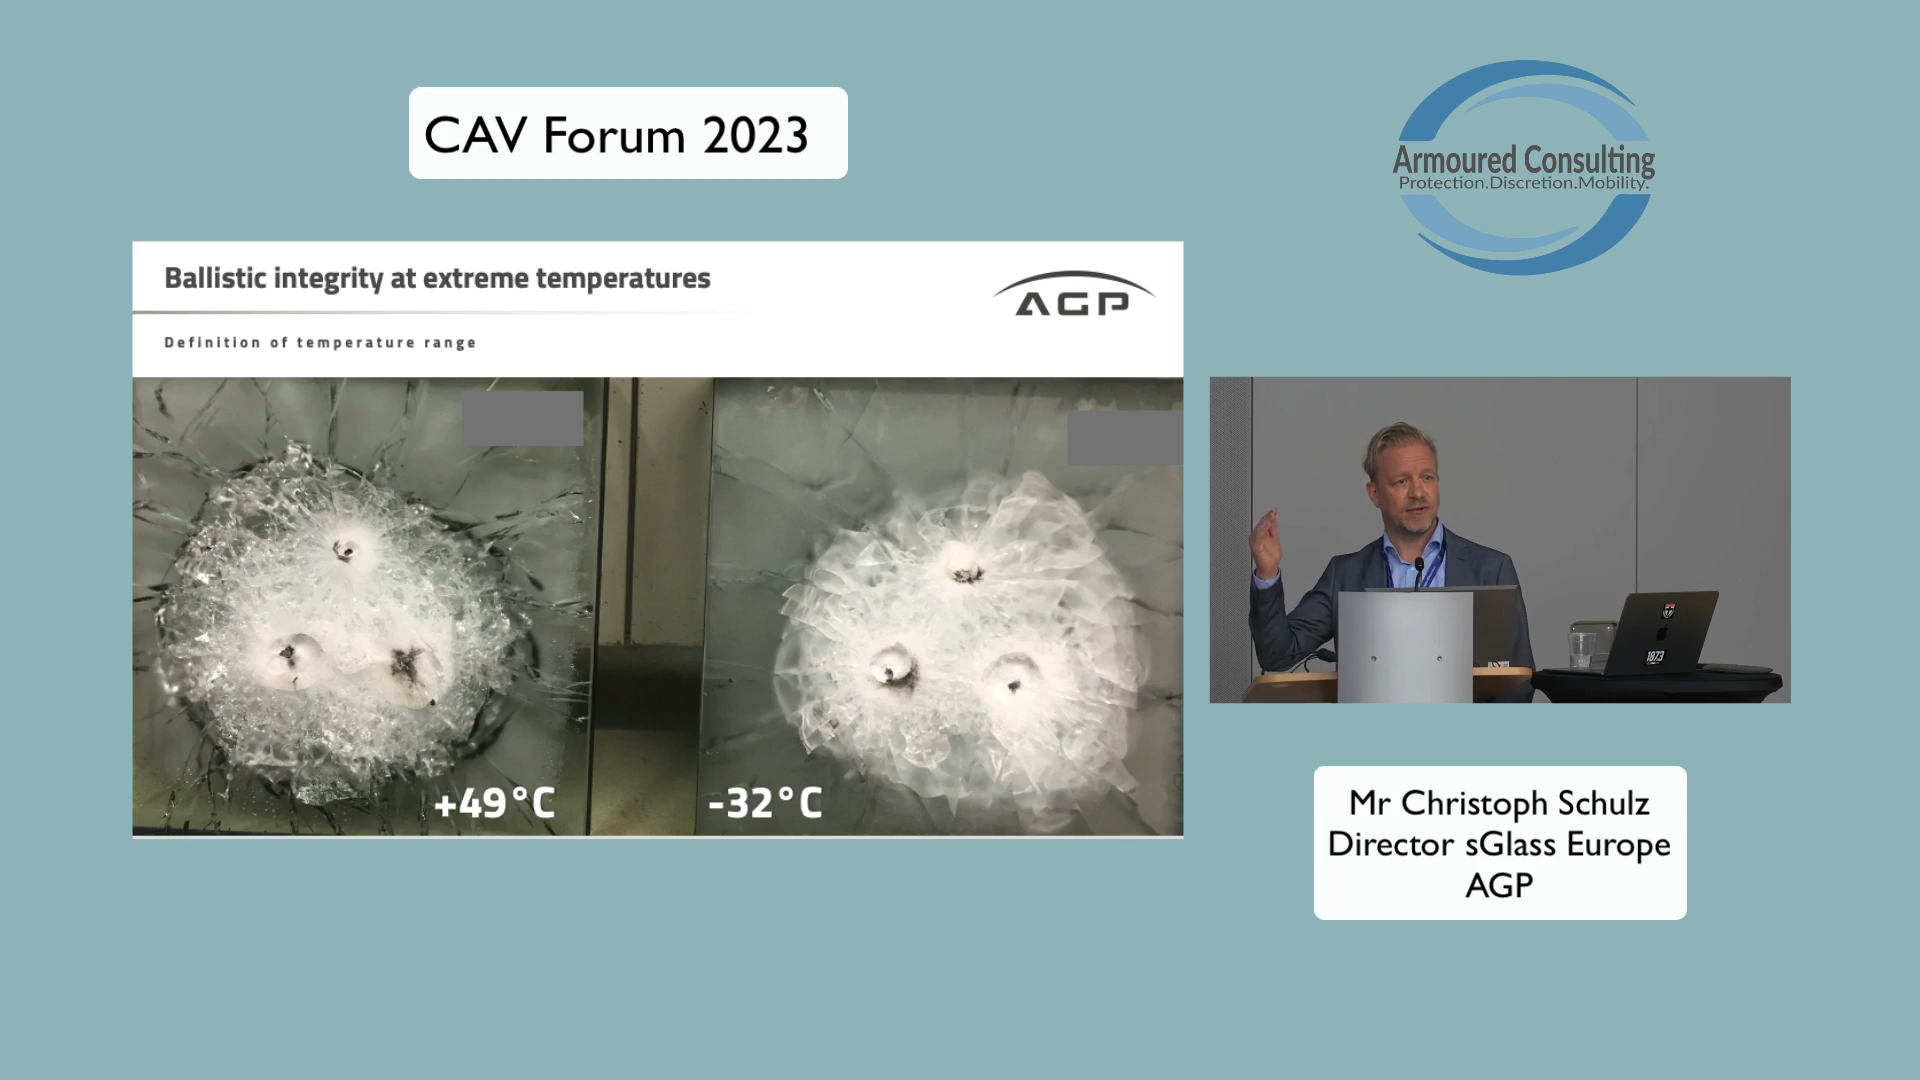 CAV Forum 2023
Armoured Consulting
Protection.Discretion.Mobility.
Ballistic integrity at extreme temperatures
AGP
Definition of temperature range
+49°C
-32°C
1873
Mr Christoph Schulz
Director sGlass Europe
AGP